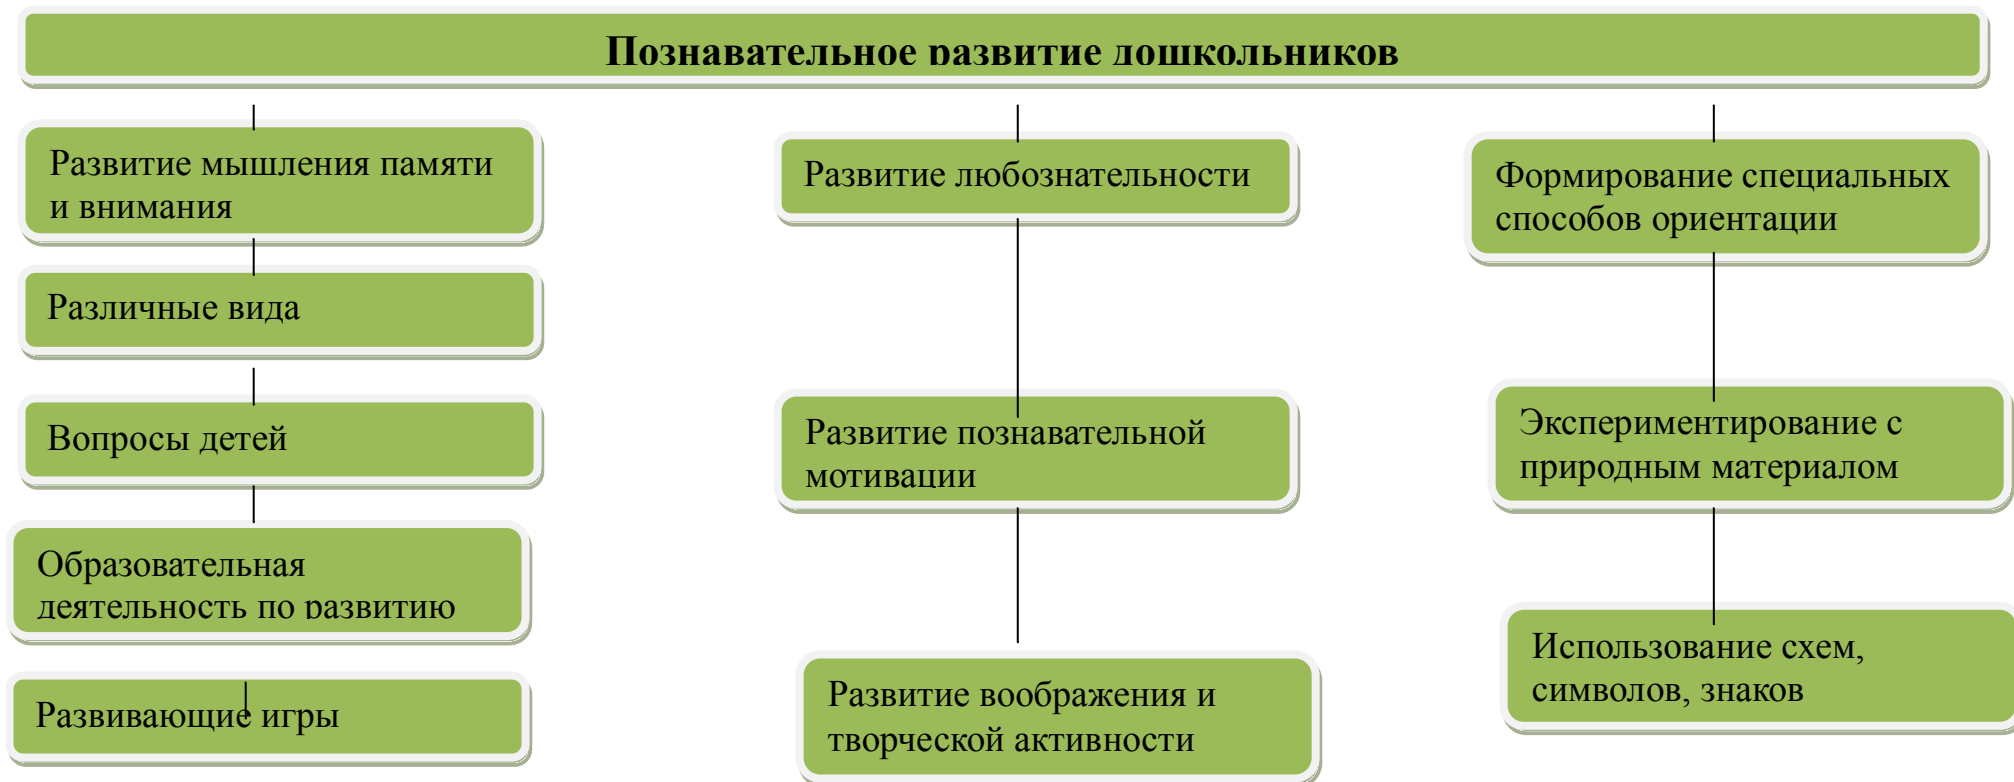 Познавательное развитие дошкольников
Развитие мышления памяти
и внимания
Различные вида
Вопросы детей
Образовательная
деятельность по развитию
Развивающие игры
Развитие любознательности
Развитие познавательной
мотивации
Развитие воображения и
творческой активности
Формирование специальных
способов ориентации
Экспериментирование с
природным материалом
Использование схем,
символов, знаков